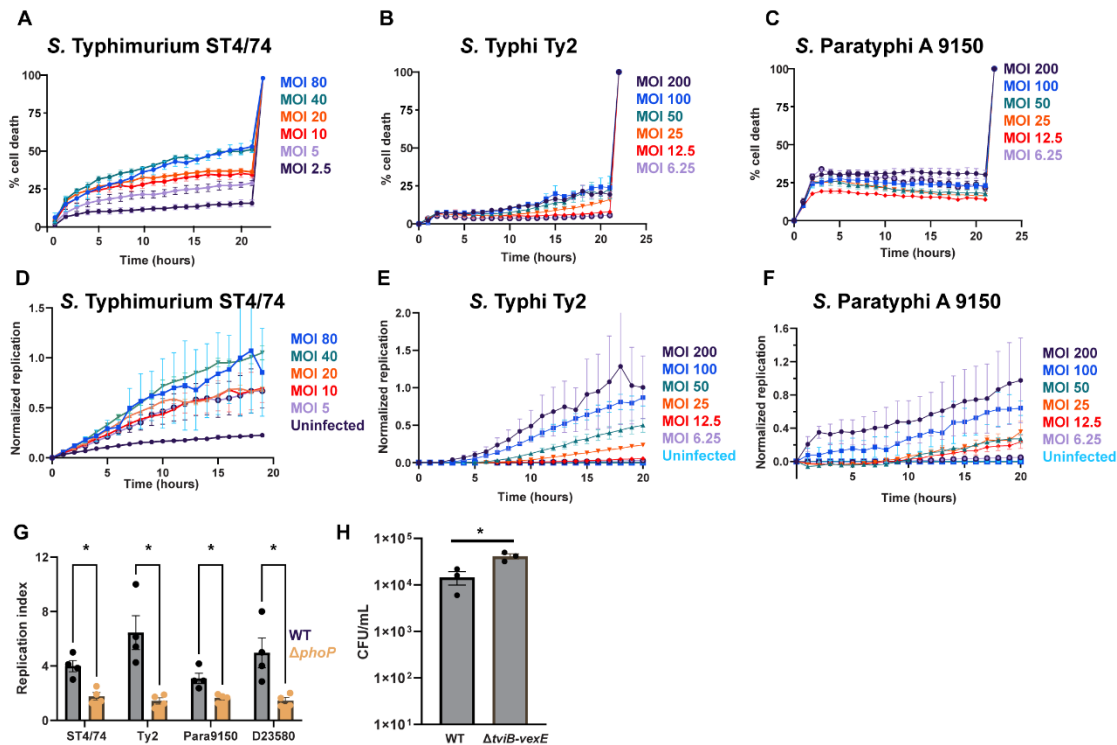 A
S. Typhimurium ST4/74
% cell death
100
75
50
25
0
0 5 10 15 20
Time (hours)
MOI 80
MOI 40
MOI 20
MOI 10
MOI 5
MOI 2.5
B
S. Typhi Ty2
% cell death
100
75
50
25
0
0 5 10 15 20 25
Time (hours)
MOI 200
MOI 100
MOI 50
MOI 25
MOI 12.5
MOI 6.25
C
S. Paratyphi A 9150
% cell death
100
75
50
25
0
0 5 10 15 20 25
Time (hours)
MOI 200
MOI 100
MOI 50
MOI 25
MOI 12.5
MOI 6.25
D
S. Typhimurium ST4/74
Normalized replication
1.5
1.0
0.5
0.0
0 5 10 15 20
Time (hours)
MOI 80
MOI 40
MOI 20
MOI 10
MOI 5
Uninfected
E
S. Typhi Ty2
Normalized replication
2.0
1.5
1.0
0.5
0.0
0 5 10 15 20
Time (hours)
MOI 200
MOI 100
MOI 50
MOI 25
MOI 12.5
MOI 6.25
Uninfected
F
S. Paratyphi A 9150
Normalized replication
1.6
1.2
0.8
0.4
0.0
0 5 10 15 20
Time (hours)
MOI 200
MOI 100
MOI 50
MOI 25
MOI 12.5
MOI 6.25
Uninfected
G
Replication index
12
8
4
0
* * * *
WT
ΔphoP
ST4/74 Ty2 Para9150 D23580
H
CFU/mL
1×10⁵
1×10⁴
1×10³
1×10²
1×10¹
*
WT ΔtviB-vexE